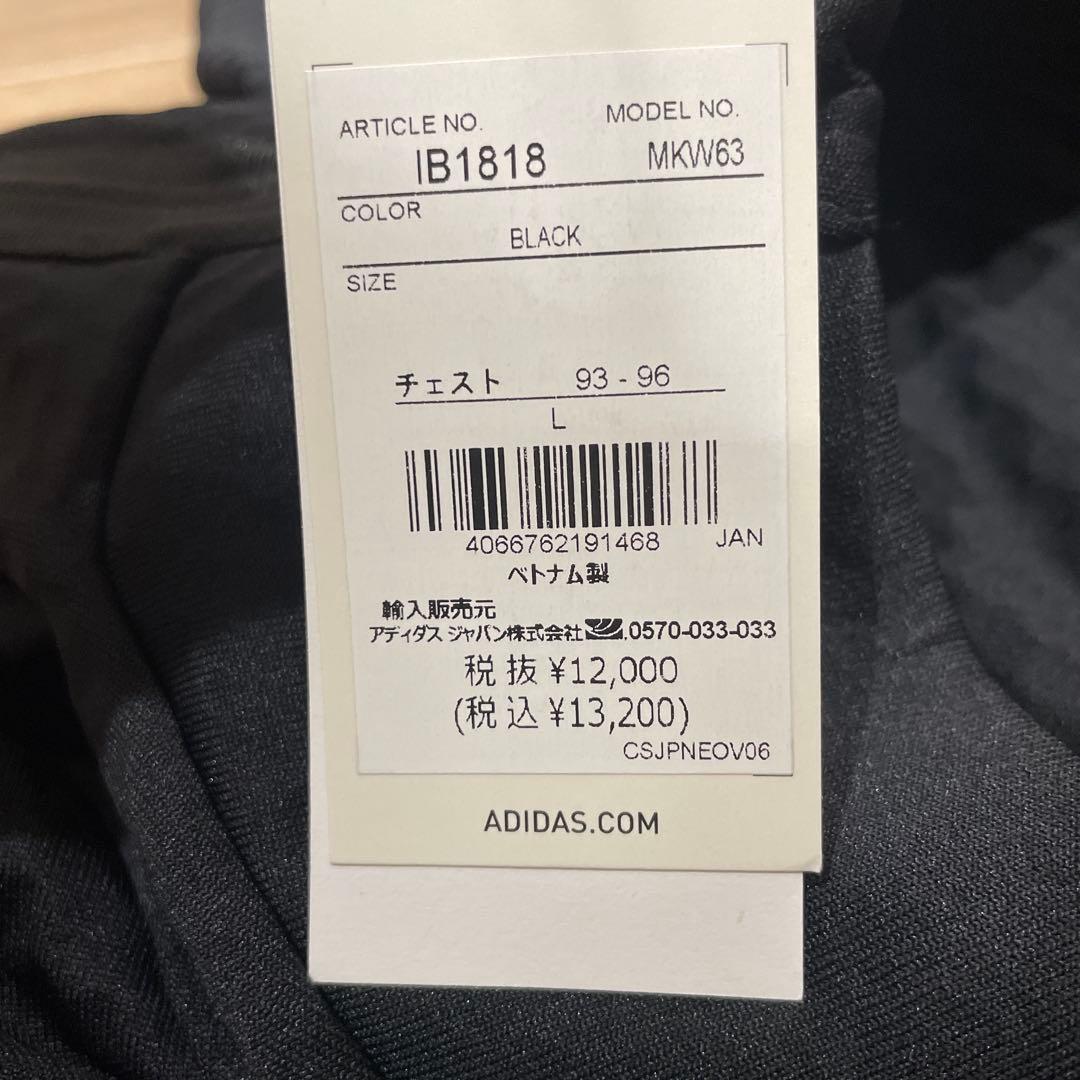 ARTICLE NO. MODEL NO.
IB1818 MKW63
COLOR
BLACK
SIZE
チェスト 93 - 96
L
4066762191468 JAN
ベトナム製
輸入販売元
アディダス ジャパン株式会社 .0570-033-033
税抜 ¥12,000
(税込 ¥13,200)
CSJPNEOV06
ADIDAS.COM